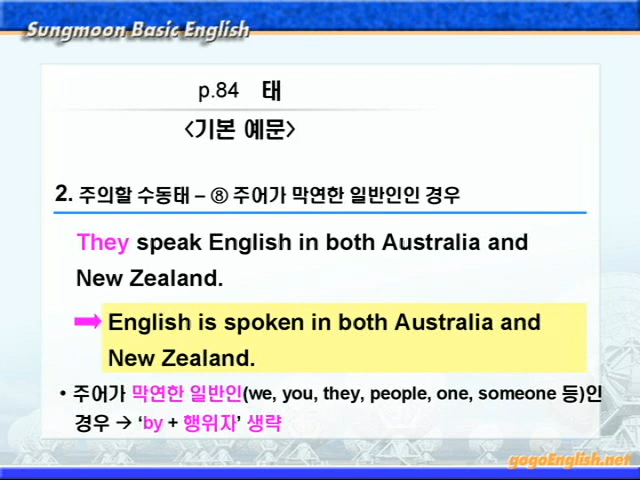 Sungmoon Basic English
p.84 태
<기본 예문>
2. 주의할 수동태 – ⑧ 주어가 막연한 일반인인 경우
They speak English in both Australia and
New Zealand.
➡ English is spoken in both Australia and
New Zealand.
• 주어가 막연한 일반인(we, you, they, people, one, someone 등)인
경우 → ‘by + 행위자’ 생략
gogoEnglish.net